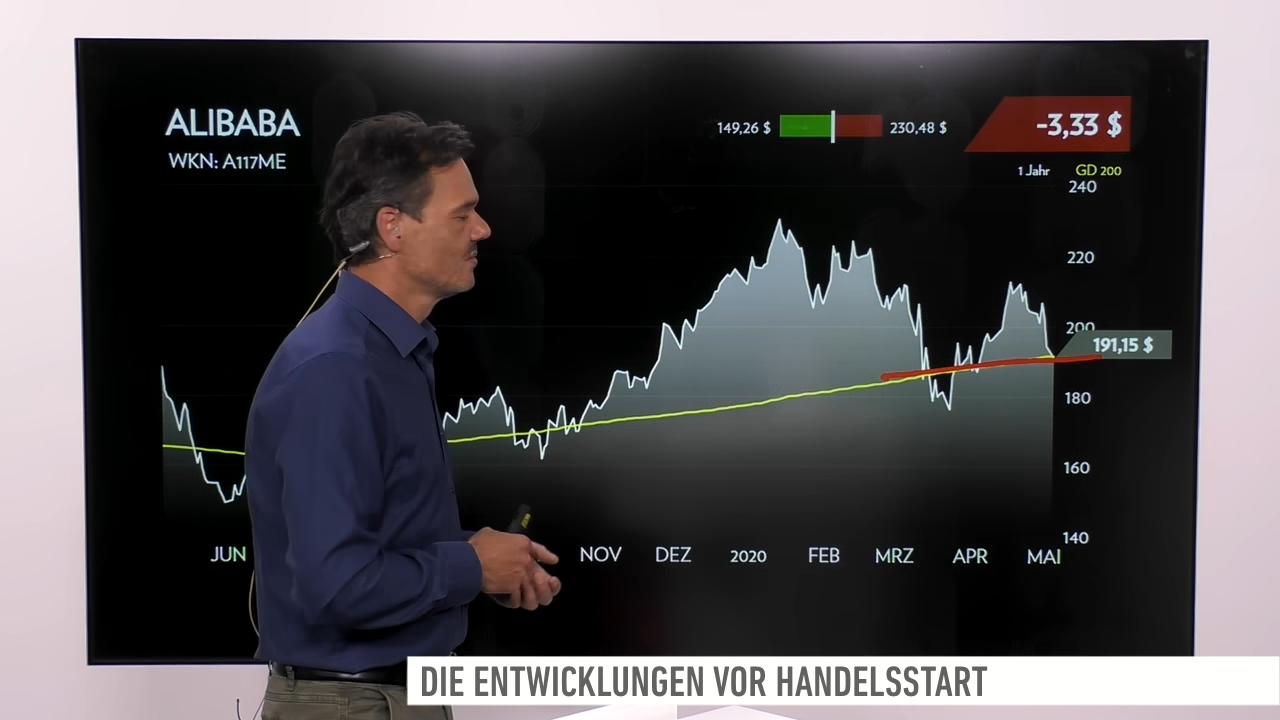 ALIBABA
WKN: A117ME
149,26 $
230,48 $
-3,33 $
1 Jahr
GD 200
240
220
200
191,15 $
180
160
140
JUN
NOV
DEZ
2020
FEB
MRZ
APR
MAI
DIE ENTWICKLUNGEN VOR HANDELSSTART